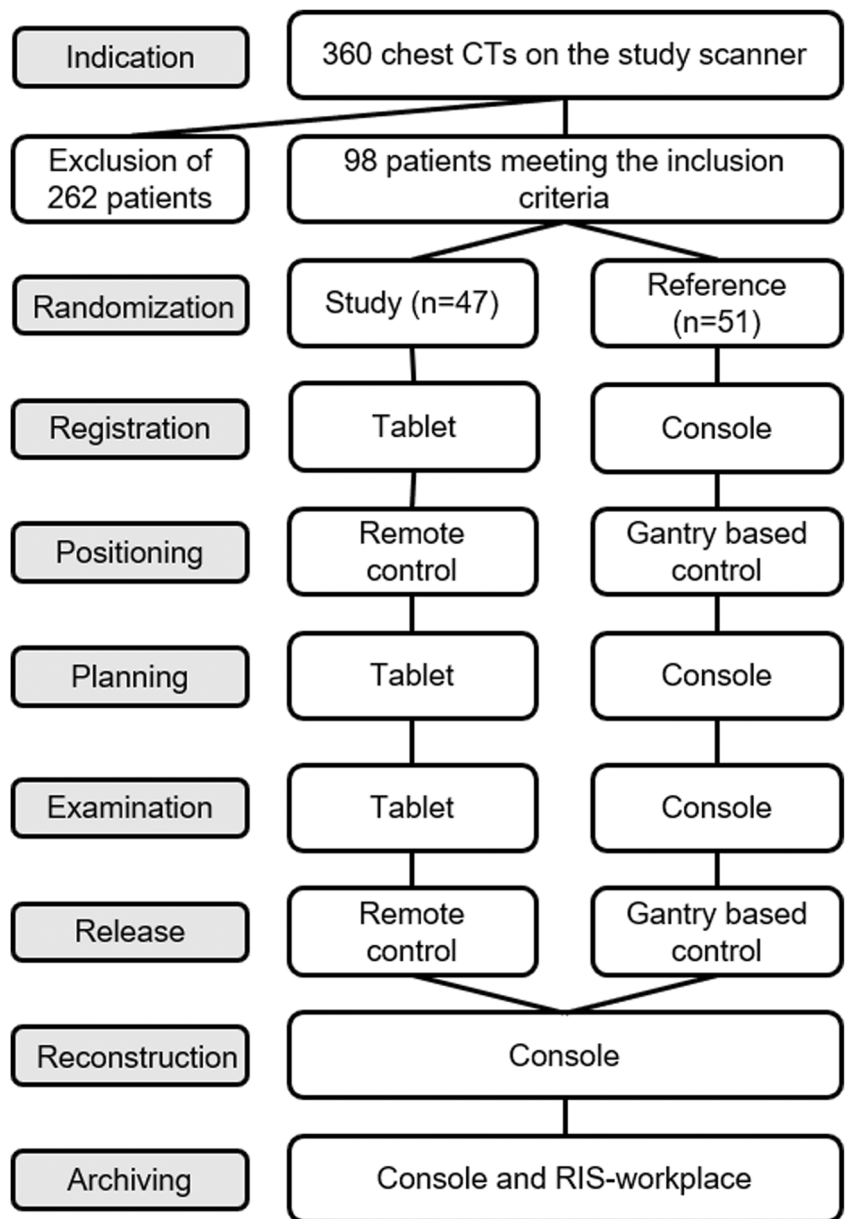 Indication
360 chest CTs on the study scanner
Exclusion of
262 patients
98 patients meeting the inclusion
criteria
Randomization
Study (n=47)
Reference
(n=51)
Registration
Tablet
Console
Positioning
Remote
control
Gantry based
control
Planning
Tablet
Console
Examination
Tablet
Console
Release
Remote
control
Gantry based
control
Reconstruction
Console
Archiving
Console and RIS-workplace